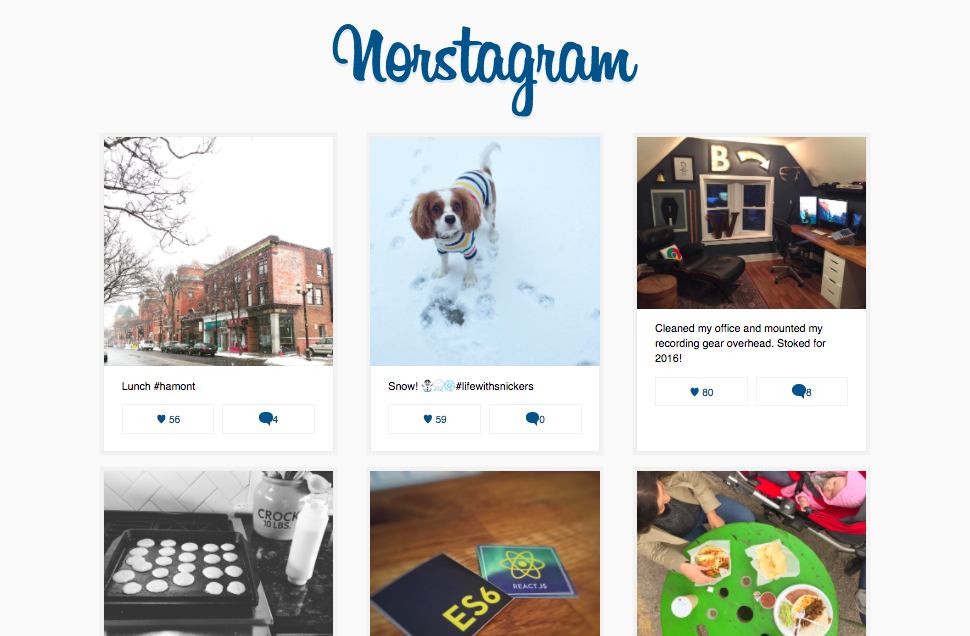 Norstagram
B
W
Lunch #hamont
56
4
Snow! ☃️🌨❄️#lifewithsnickers
59
0
Cleaned my office and mounted my
recording gear overhead. Stoked for
2016!
80
8
CROCK
10 LBS.
ES6
REACT.JS